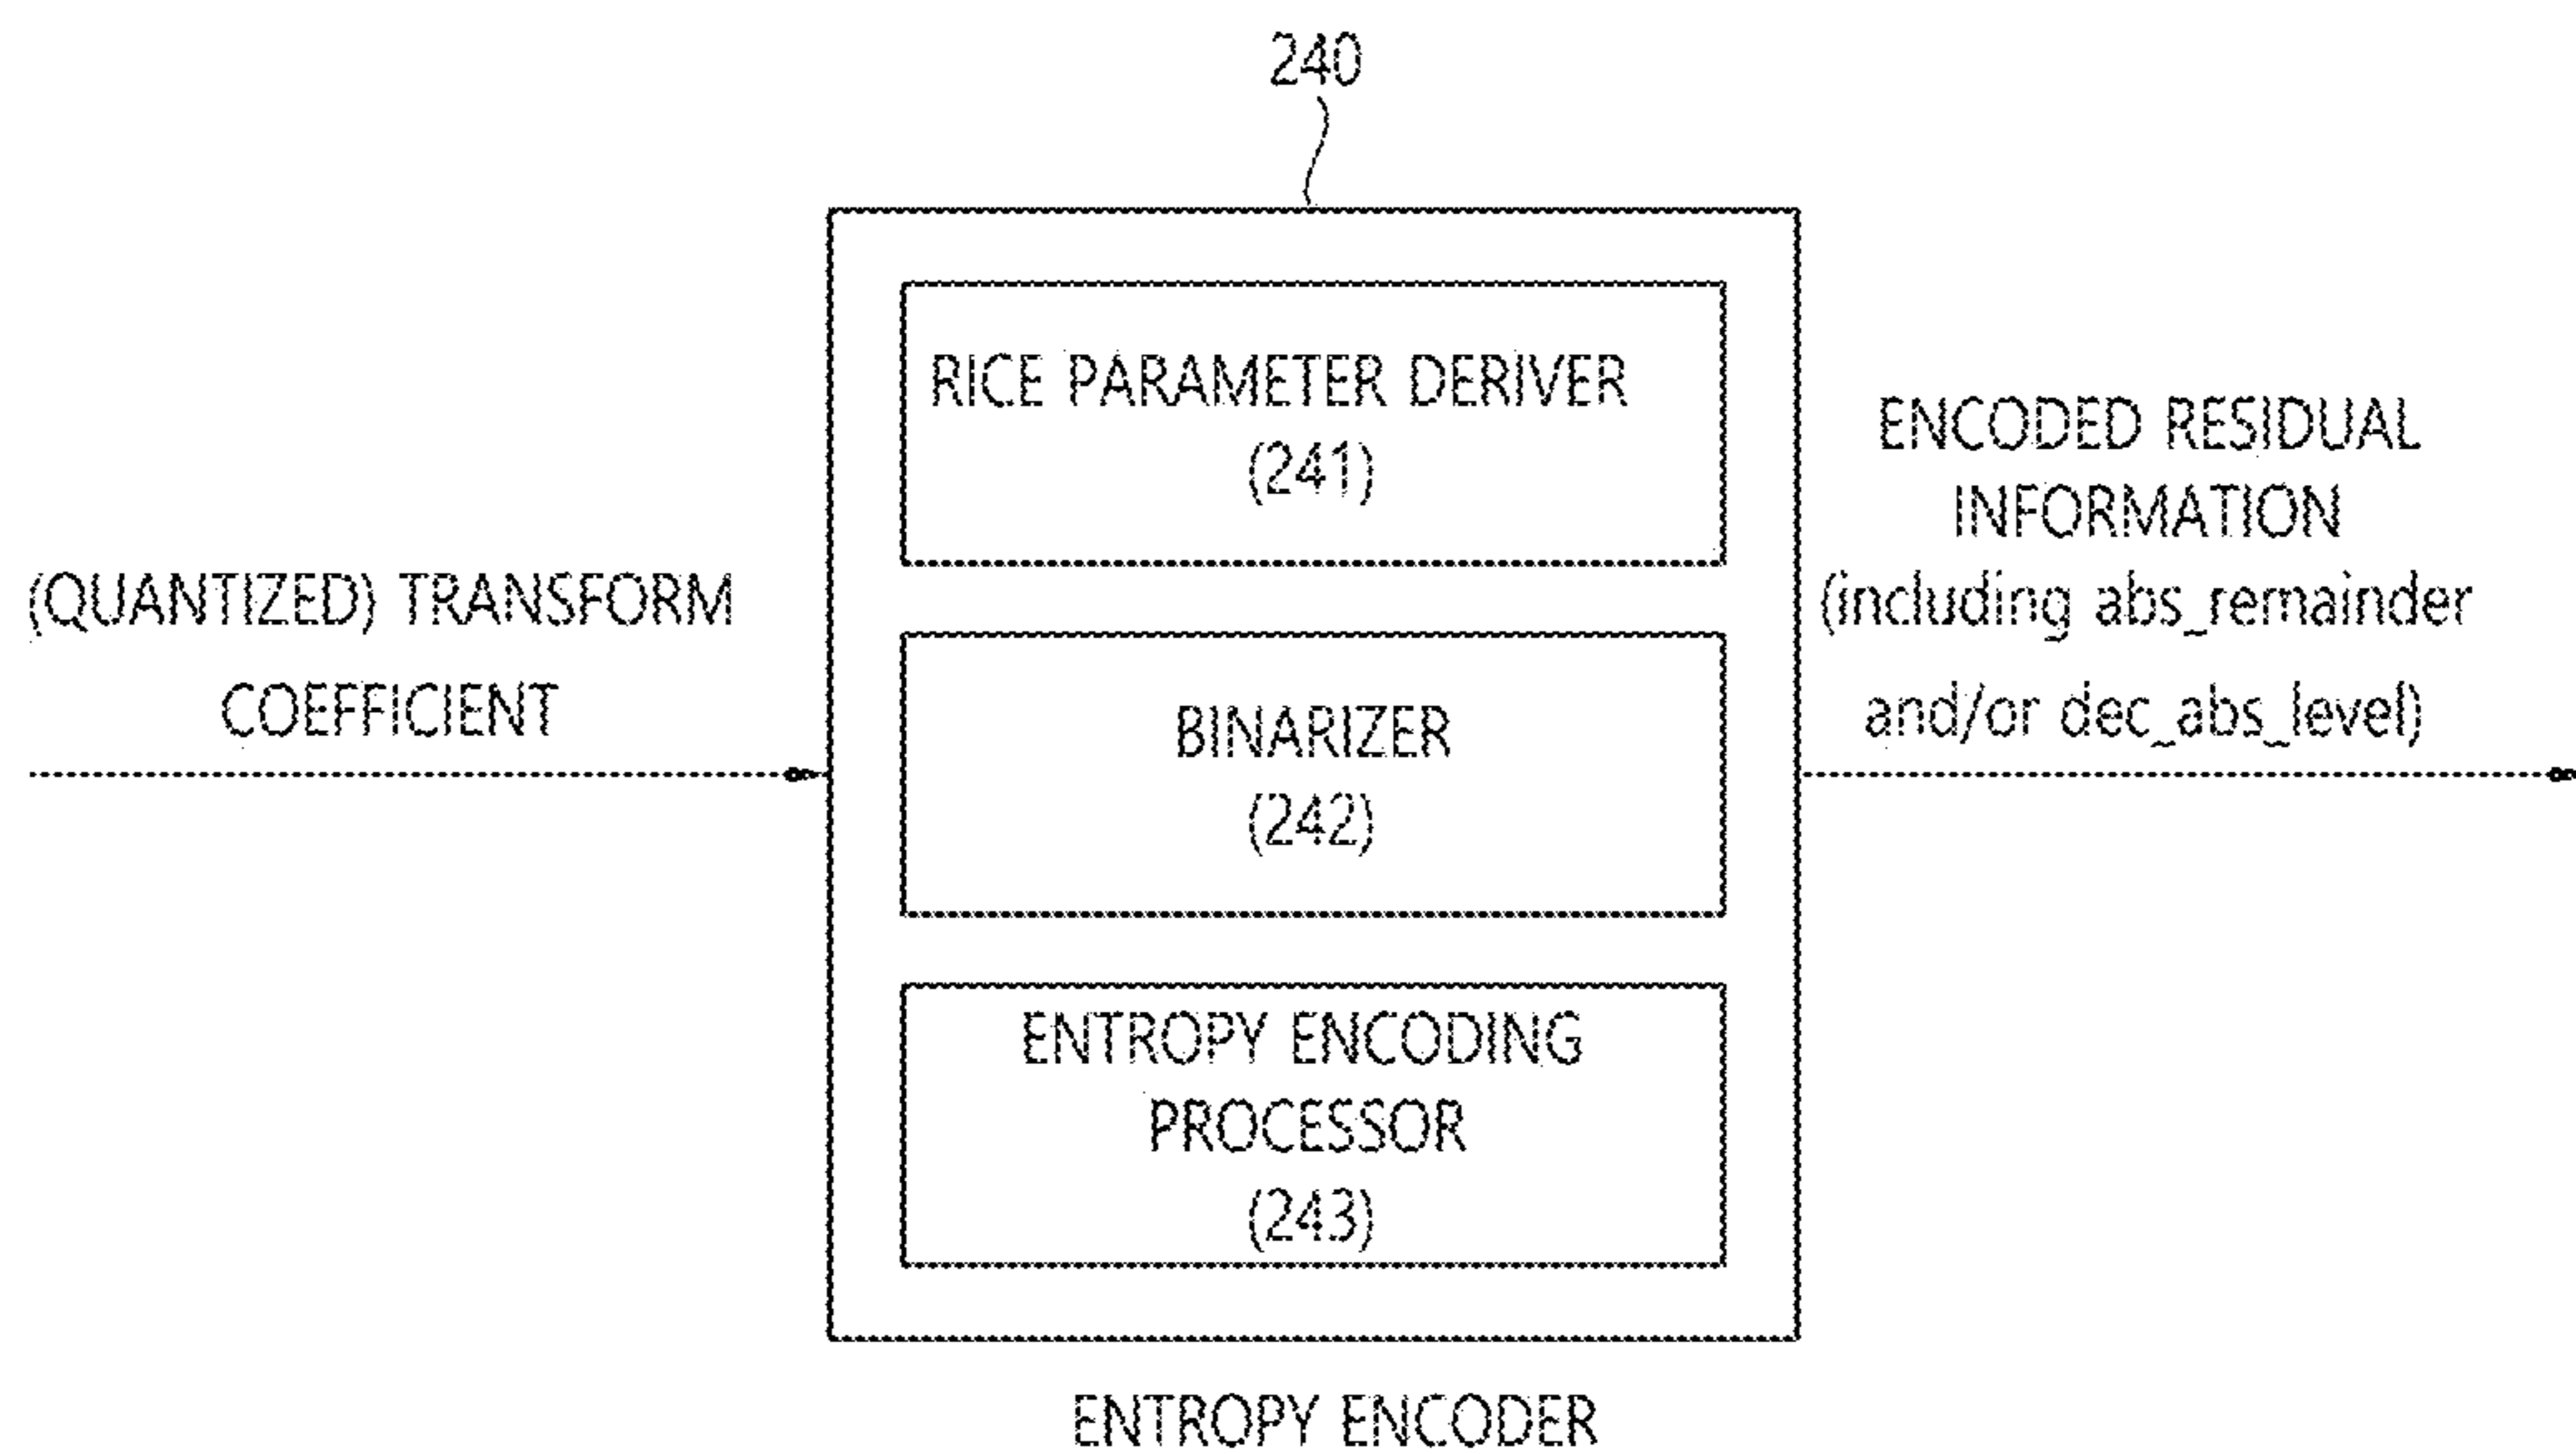 240
RICE PARAMETER DERIVER
(241)
(QUANTIZED) TRANSFORM
COEFFICIENT
BINARIZER
(242)
ENTROPY ENCODING
PROCESSOR
(243)
ENCODED RESIDUAL
INFORMATION
(including abs_remainder
and/or dec_abs_level)
ENTROPY ENCODER